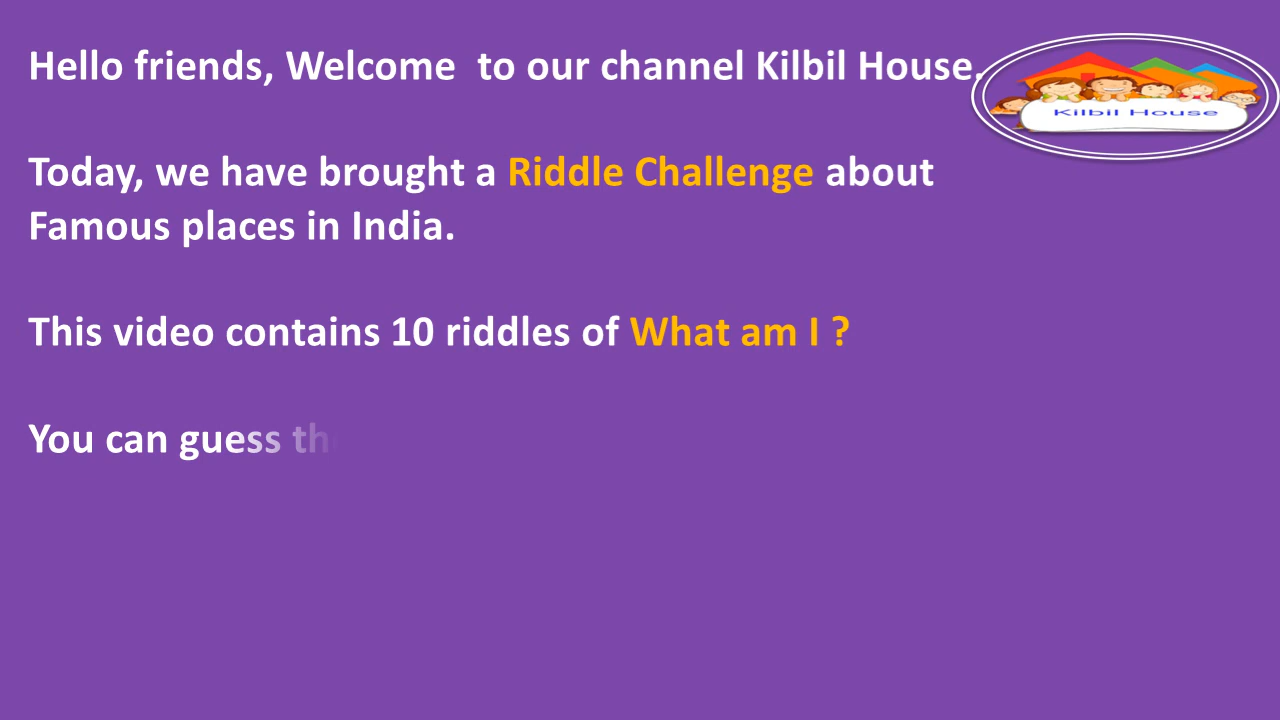 Hello friends, Welcome to our channel Kilbil House.
Kilbil House
Today, we have brought a Riddle Challenge about
Famous places in India.
This video contains 10 riddles of What am I ?
You can guess